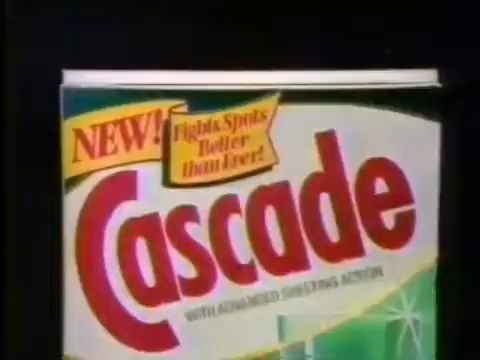 NEW!
Fights Spots
Better
than Ever!
Cascade
WITH ADVANCED SHEETING ACTION